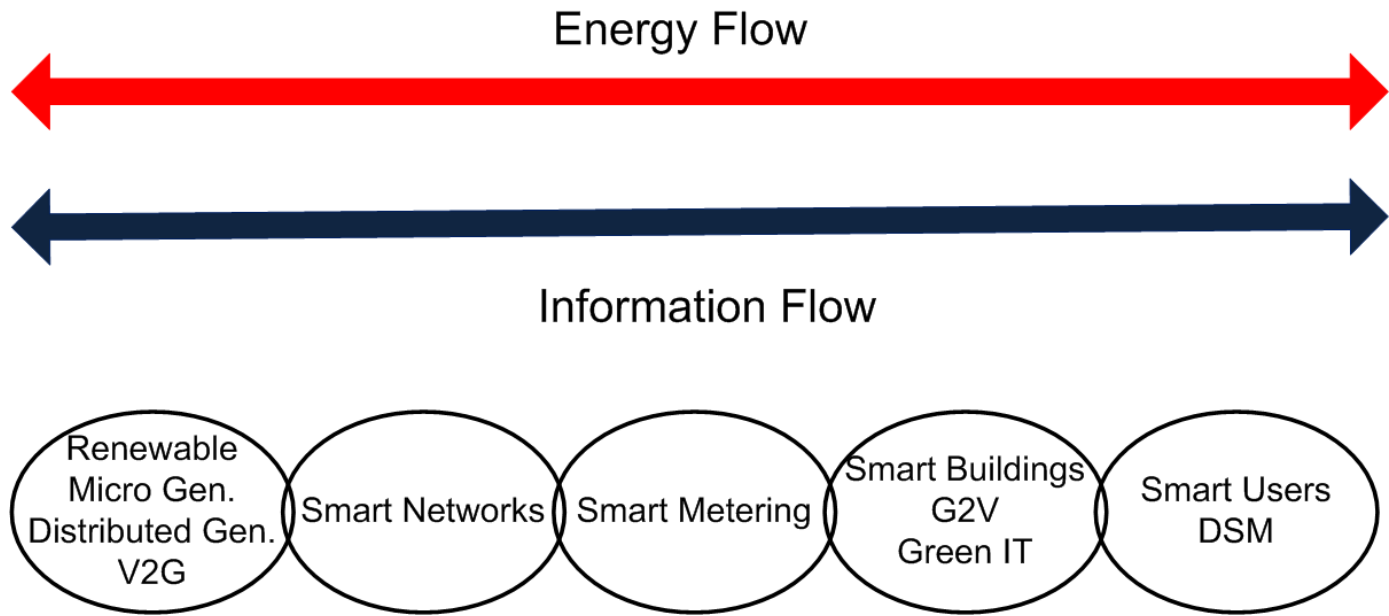 Energy Flow
Information Flow
Renewable
Micro Gen.
Distributed Gen.
V2G
Smart Networks
Smart Metering
Smart Buildings
G2V
Green IT
Smart Users
DSM